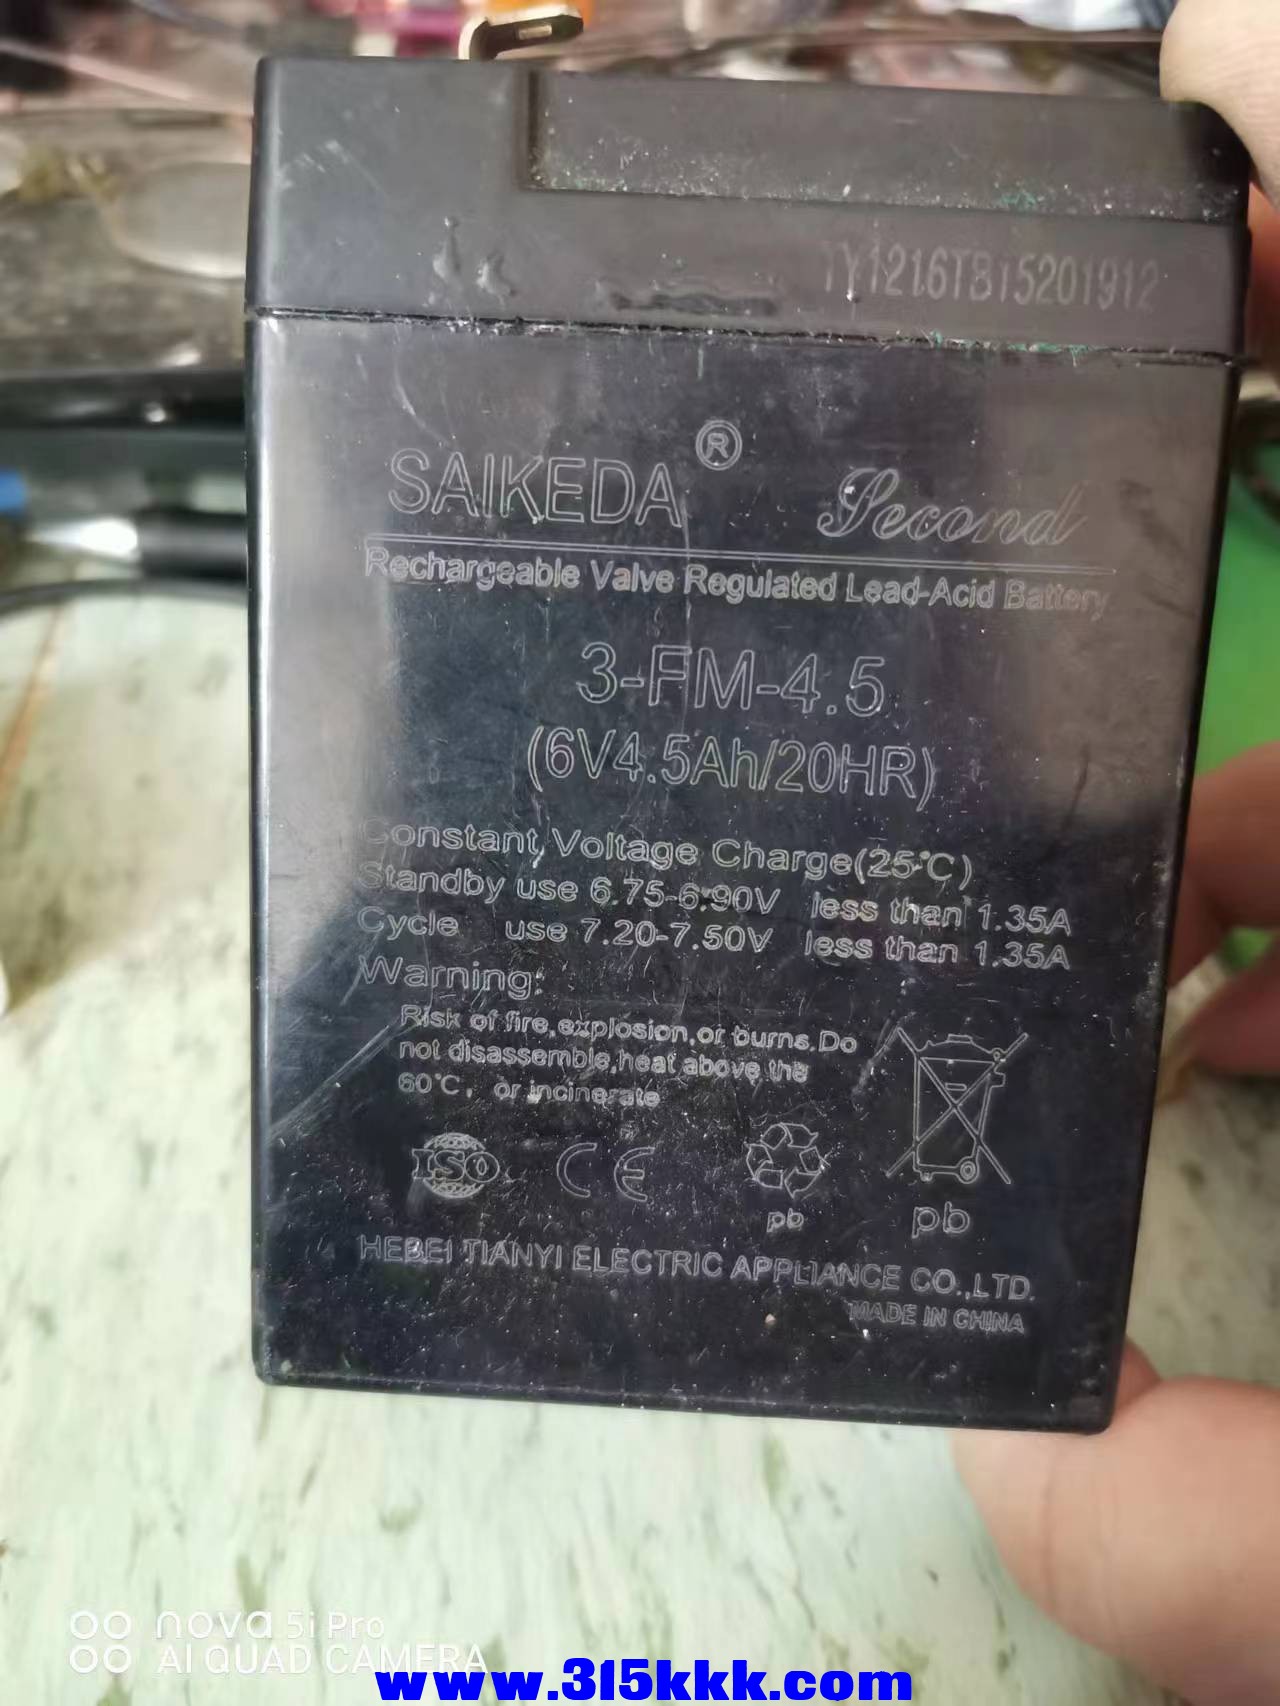 TY1216TB15201912
SAIKEDA® Second
Rechargeable Valve Regulated Lead-Acid Battery
3-FM-4.5
(6V4.5Ah/20HR)
Constant Voltage Charge(25℃)
Standby use 6.75-6.90V less than 1.35A
Cycle use 7.20-7.50V less than 1.35A
Warning:
Risk of fire,explosion,or burns.Do
not disassemble,heat above the
60℃, or incinerate
ISO CE
pb pb
HEBEI TIANYI ELECTRIC APPLIANCE CO.,LTD.
MADE IN CHINA
nova 5i Pro
AI QUAD CAMERA
www.315kkk.com